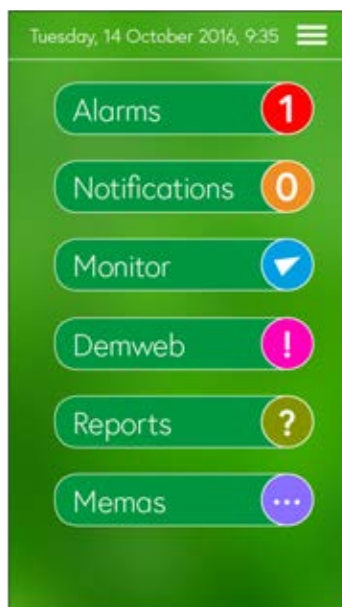 Tuesday, 14 October 2016, 9:35
Alarms 1
Notifications 0
Monitor
Demweb !
Reports ?
Memas ...